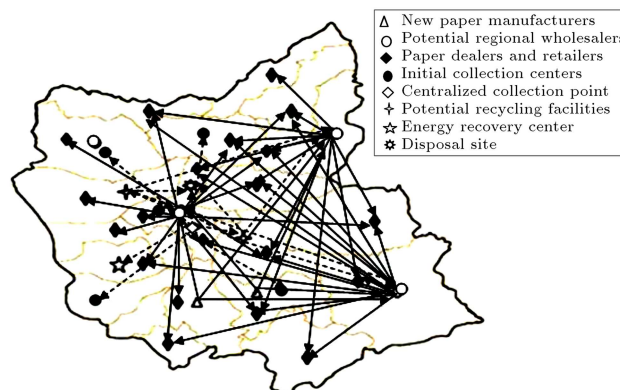 New paper manufacturers
Potential regional wholesalers
Paper dealers and retailers
Initial collection centers
Centralized collection point
Potential recycling facilities
Energy recovery center
Disposal site